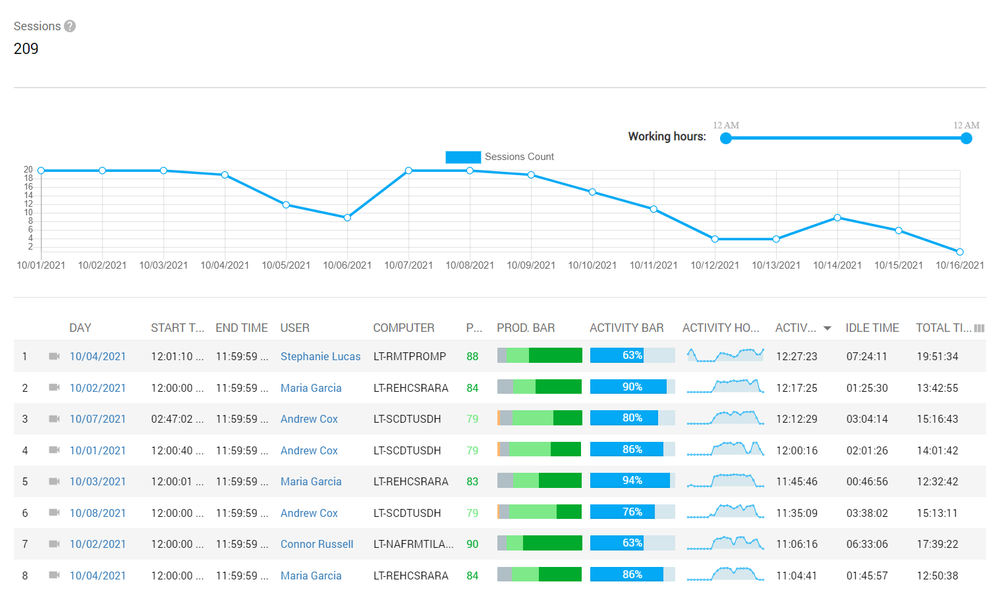 Sessions ?
209
12 AM 12 AM
Working hours:
Sessions Count
20
18
16
14
12
10
8
6
4
2
10/01/2021 10/02/2021 10/03/2021 10/04/2021 10/05/2021 10/06/2021 10/07/2021 10/08/2021 10/09/2021 10/10/2021 10/11/2021 10/12/2021 10/13/2021 10/14/2021 10/15/2021 10/16/2021
DAY START T... END TIME USER COMPUTER P... PROD. BAR ACTIVITY BAR ACTIVITY HO... ACTIV... IDLE TIME TOTAL TI...
1 10/04/2021 12:01:10 ... 11:59:59 ... Stephanie Lucas LT-RMTPROMP 88 63% 12:27:23 07:24:11 19:51:34
2 10/02/2021 12:00:00 ... 11:59:59 ... Maria Garcia LT-REHCSRARA 84 90% 12:17:25 01:25:30 13:42:55
3 10/07/2021 02:47:02 ... 11:59:59 ... Andrew Cox LT-SCDTUSDH 79 80% 12:12:29 03:04:14 15:16:43
4 10/01/2021 12:00:40 ... 11:59:59 ... Andrew Cox LT-SCDTUSDH 79 86% 12:00:16 02:01:26 14:01:42
5 10/03/2021 12:00:01 ... 11:59:59 ... Maria Garcia LT-REHCSRARA 83 94% 11:45:46 00:46:56 12:32:42
6 10/08/2021 12:00:00 ... 11:59:59 ... Andrew Cox LT-SCDTUSDH 79 76% 11:35:09 03:38:02 15:13:11
7 10/02/2021 12:00:00 ... 11:59:59 ... Connor Russell LT-NAFRMTILA... 90 63% 11:06:16 06:33:06 17:39:22
8 10/04/2021 12:00:00 ... 11:59:59 ... Maria Garcia LT-REHCSRARA 84 86% 11:04:41 01:45:57 12:50:38